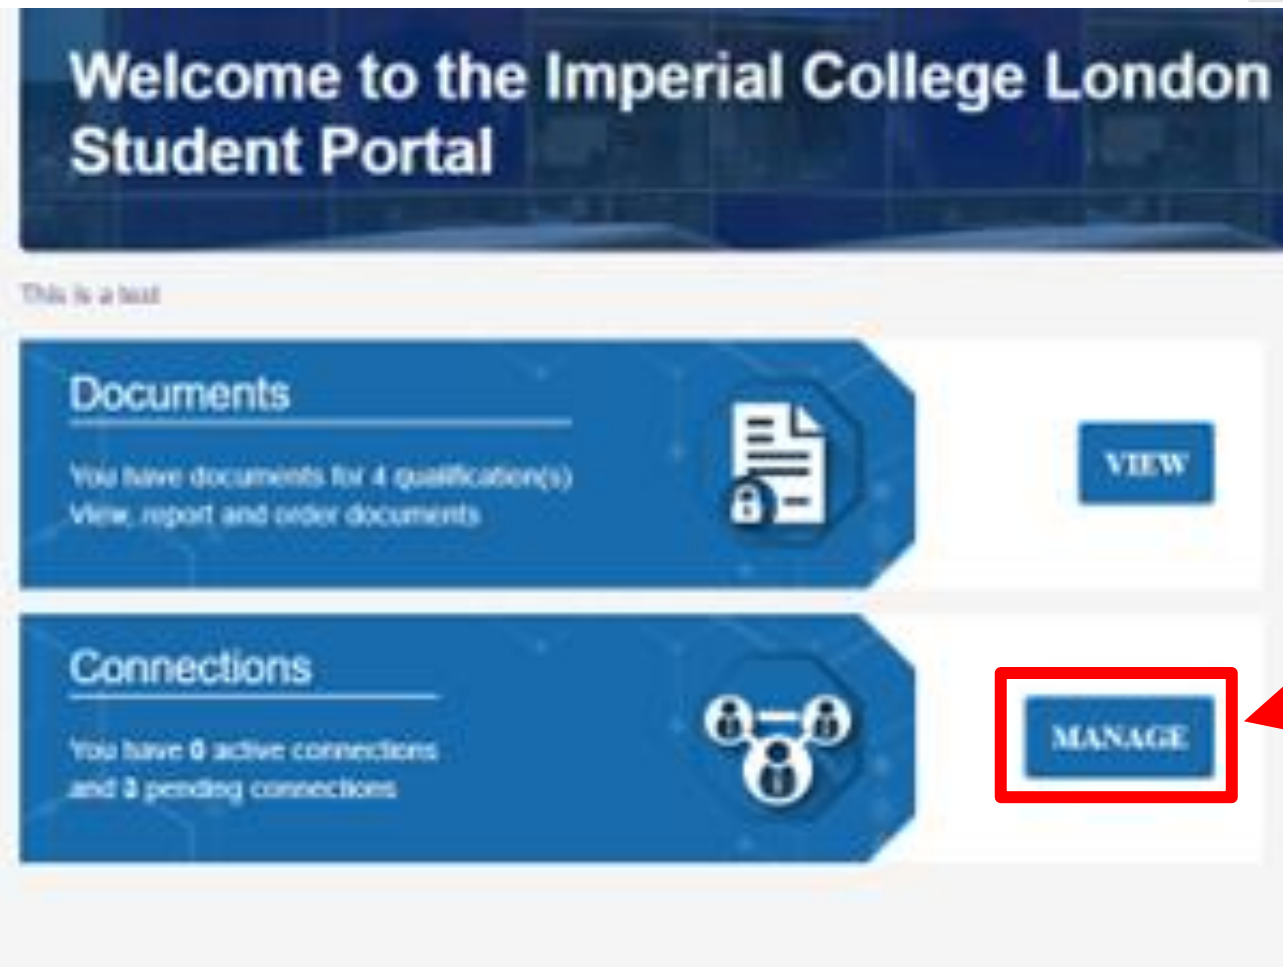 Welcome to the Imperial College London
Student Portal
This is a test
Documents
You have documents for 4 qualification(s)
View, report and order documents
VIEW
Connections
You have 0 active connections
and 3 pending connections
MANAGE